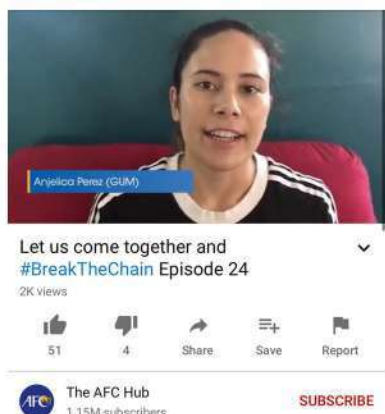 Anjelica Perez (GUM)
Let us come together and
#BreakTheChain Episode 24
2K views
51 4 Share Save Report
AFC
The AFC Hub
1.15M subscribers
SUBSCRIBE